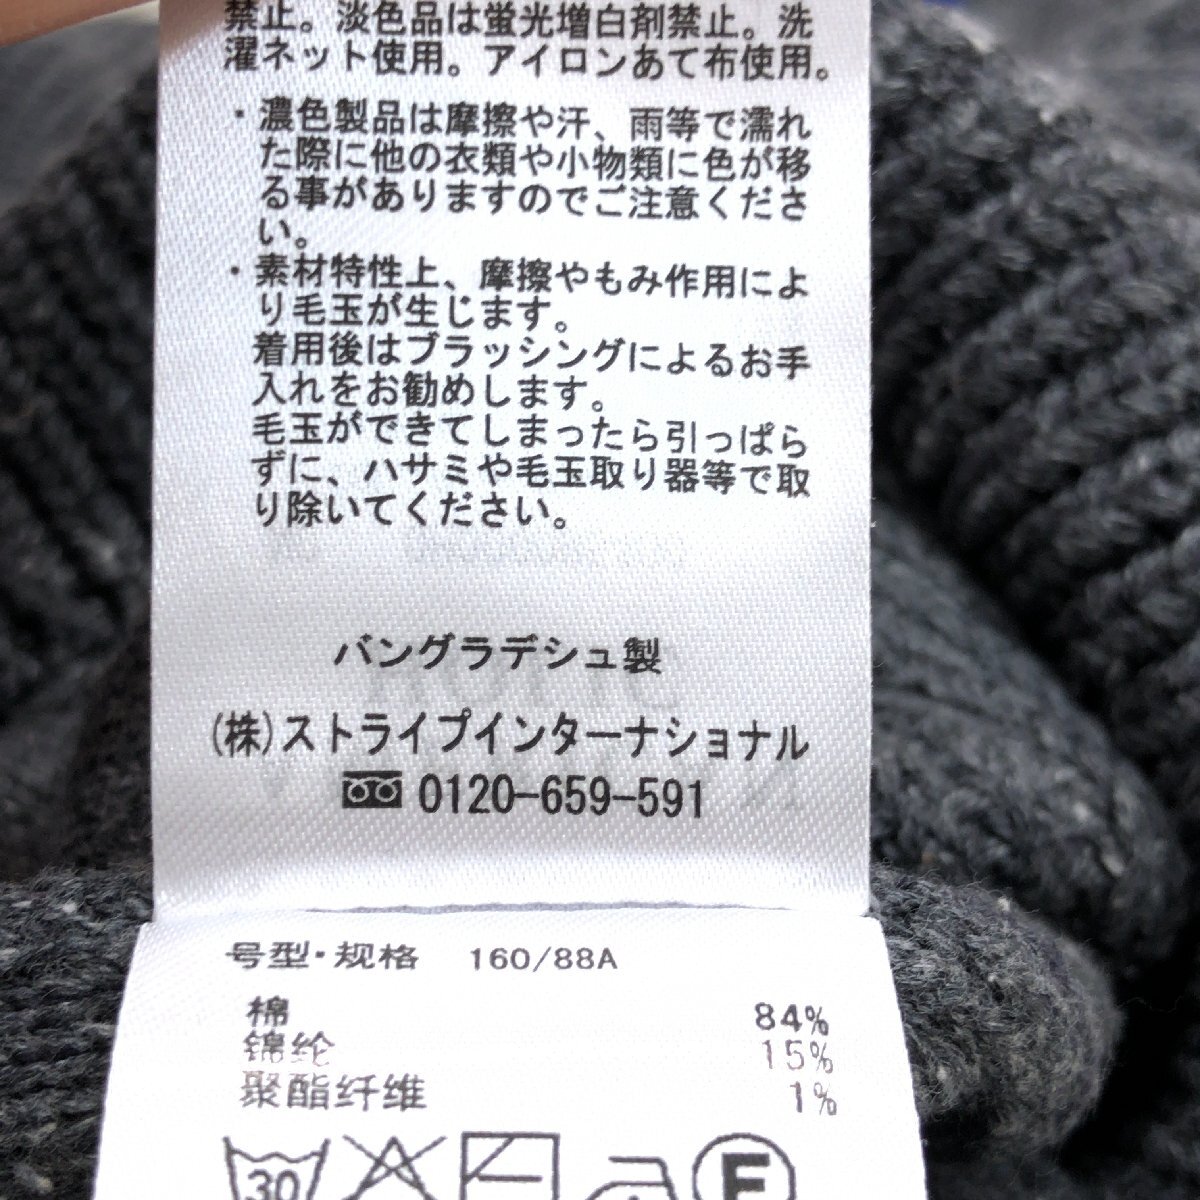 禁止。淡色品は蛍光増白剤禁止。洗
濯ネット使用。アイロンあて布使用。
・濃色製品は摩擦や汗、雨等で濡れ
た際に他の衣類や小物類に色が移
る事がありますのでご注意くださ
い。
・素材特性上、摩擦やもみ作用によ
り毛玉が生じます。
着用後はブラッシングによるお手
入れをお勧めします。
毛玉ができてしまったら引っぱら
ずに、ハサミや毛玉取り器等で取
り除いてください。
バングラデシュ製
(株)ストライプインターナショナル
0120-659-591
号型・规格 160/88A
棉 84%
锦纶 15%
聚酯纤维 1%
30 F